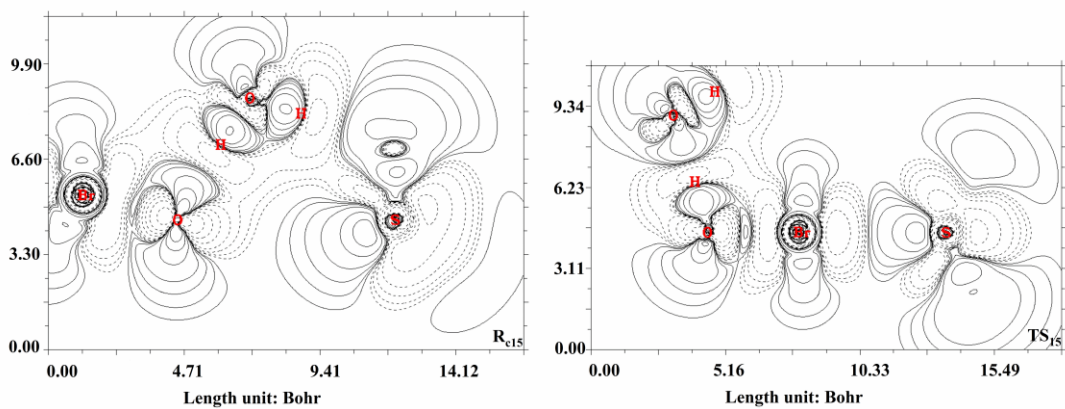 9.90
6.60
3.30
0.00
O
H
H
Br
O
S
R_c15
0.00 4.71 9.41 14.12
Length unit: Bohr
9.34
6.23
3.11
0.00
H
O
H
O Br S
TS_15
0.00 5.16 10.33 15.49
Length unit: Bohr